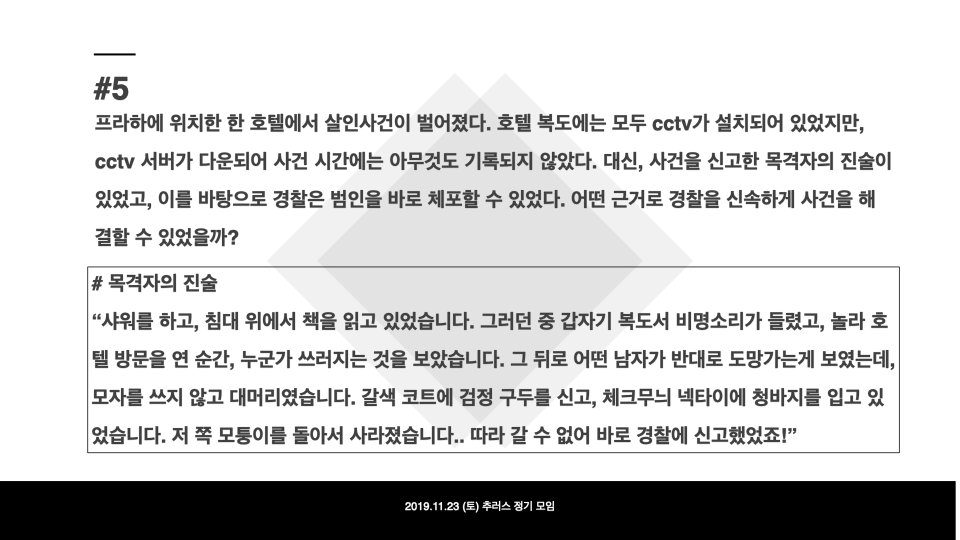 #5
프라하에 위치한 한 호텔에서 살인사건이 벌어졌다. 호텔 복도에는 모두 cctv가 설치되어 있었지만,
cctv 서버가 다운되어 사건 시간에는 아무것도 기록되지 않았다. 대신, 사건을 신고한 목격자의 진술이
있었고, 이를 바탕으로 경찰은 범인을 바로 체포할 수 있었다. 어떤 근거로 경찰을 신속하게 사건을 해
결할 수 있었을까?
# 목격자의 진술
“샤워를 하고, 침대 위에서 책을 읽고 있었습니다. 그러던 중 갑자기 복도서 비명소리가 들렸고, 놀라 호
텔 방문을 연 순간, 누군가 쓰러지는 것을 보았습니다. 그 뒤로 어떤 남자가 반대로 도망가는게 보였는데,
모자를 쓰지 않고 대머리였습니다. 갈색 코트에 검정 구두를 신고, 체크무늬 넥타이에 청바지를 입고 있
었습니다. 저 쪽 모퉁이를 돌아서 사라졌습니다.. 따라 갈 수 없어 바로 경찰에 신고했었죠!”
2019.11.23 (토) 추러스 정기 모임